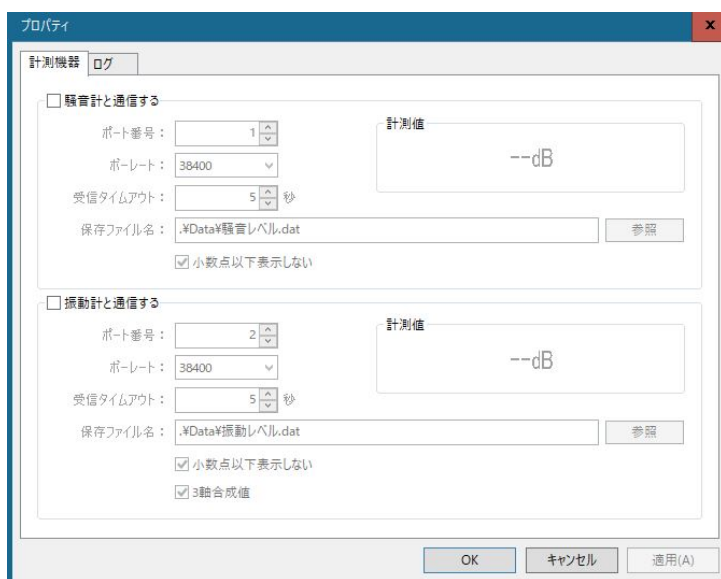 プロパティ
x
計測機器 ログ
騒音計と通信する
ポート番号： 1
計測値
--dB
ボーレート： 38400
受信タイムアウト： 5 秒
保存ファイル名： .¥Data¥騒音レベル.dat 参照
小数点以下表示しない
振動計と通信する
ポート番号： 2
計測値
--dB
ボーレート： 38400
受信タイムアウト： 5 秒
保存ファイル名： .¥Data¥振動レベル.dat 参照
小数点以下表示しない
3軸合成値
OK キャンセル 適用(A)